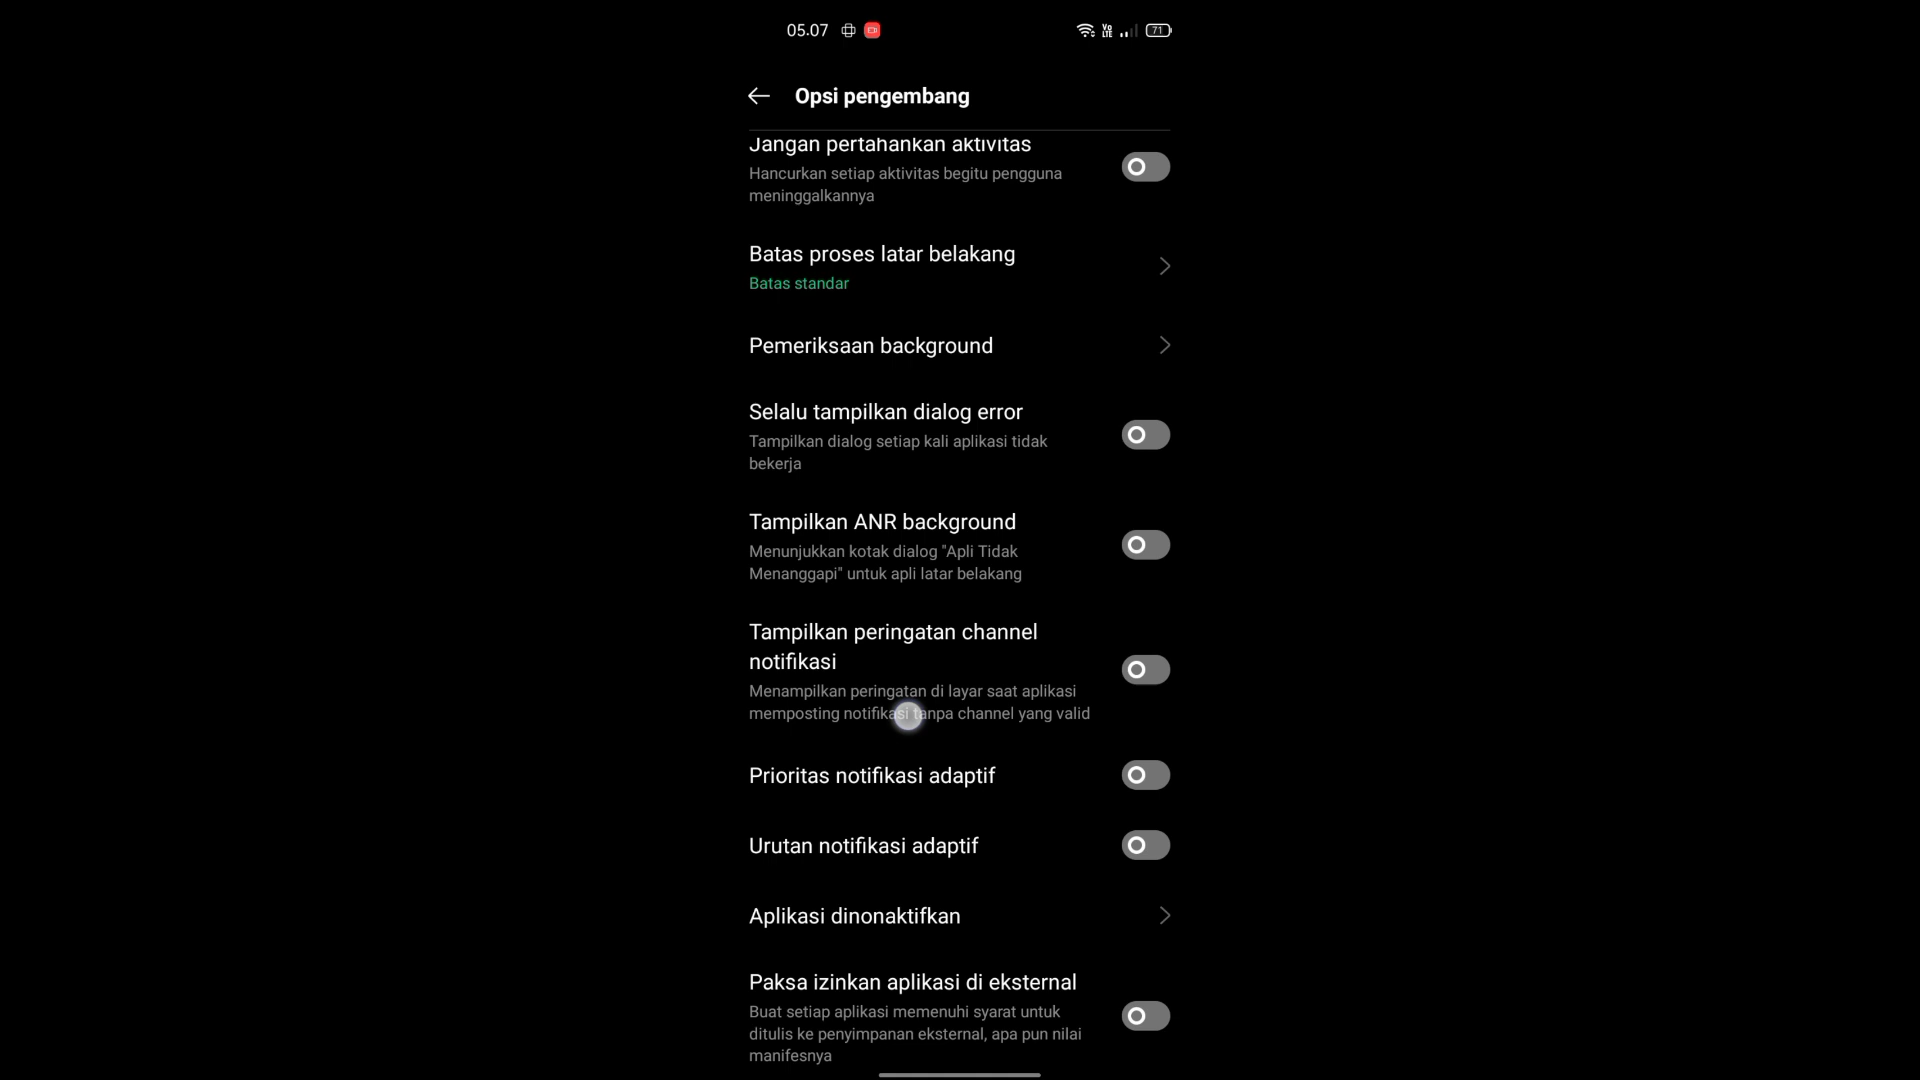 05.07
Vo
LTE
71
Opsi pengembang
Jangan pertahankan aktivitas
Hancurkan setiap aktivitas begitu pengguna
meninggalkannya
Batas proses latar belakang
Batas standar
Pemeriksaan background
Selalu tampilkan dialog error
Tampilkan dialog setiap kali aplikasi tidak
bekerja
Tampilkan ANR background
Menunjukkan kotak dialog "Apli Tidak
Menanggapi" untuk apli latar belakang
Tampilkan peringatan channel
notifikasi
Menampilkan peringatan di layar saat aplikasi
memposting notifikasi tanpa channel yang valid
Prioritas notifikasi adaptif
Urutan notifikasi adaptif
Aplikasi dinonaktifkan
Paksa izinkan aplikasi di eksternal
Buat setiap aplikasi memenuhi syarat untuk
ditulis ke penyimpanan eksternal, apa pun nilai
manifesnya